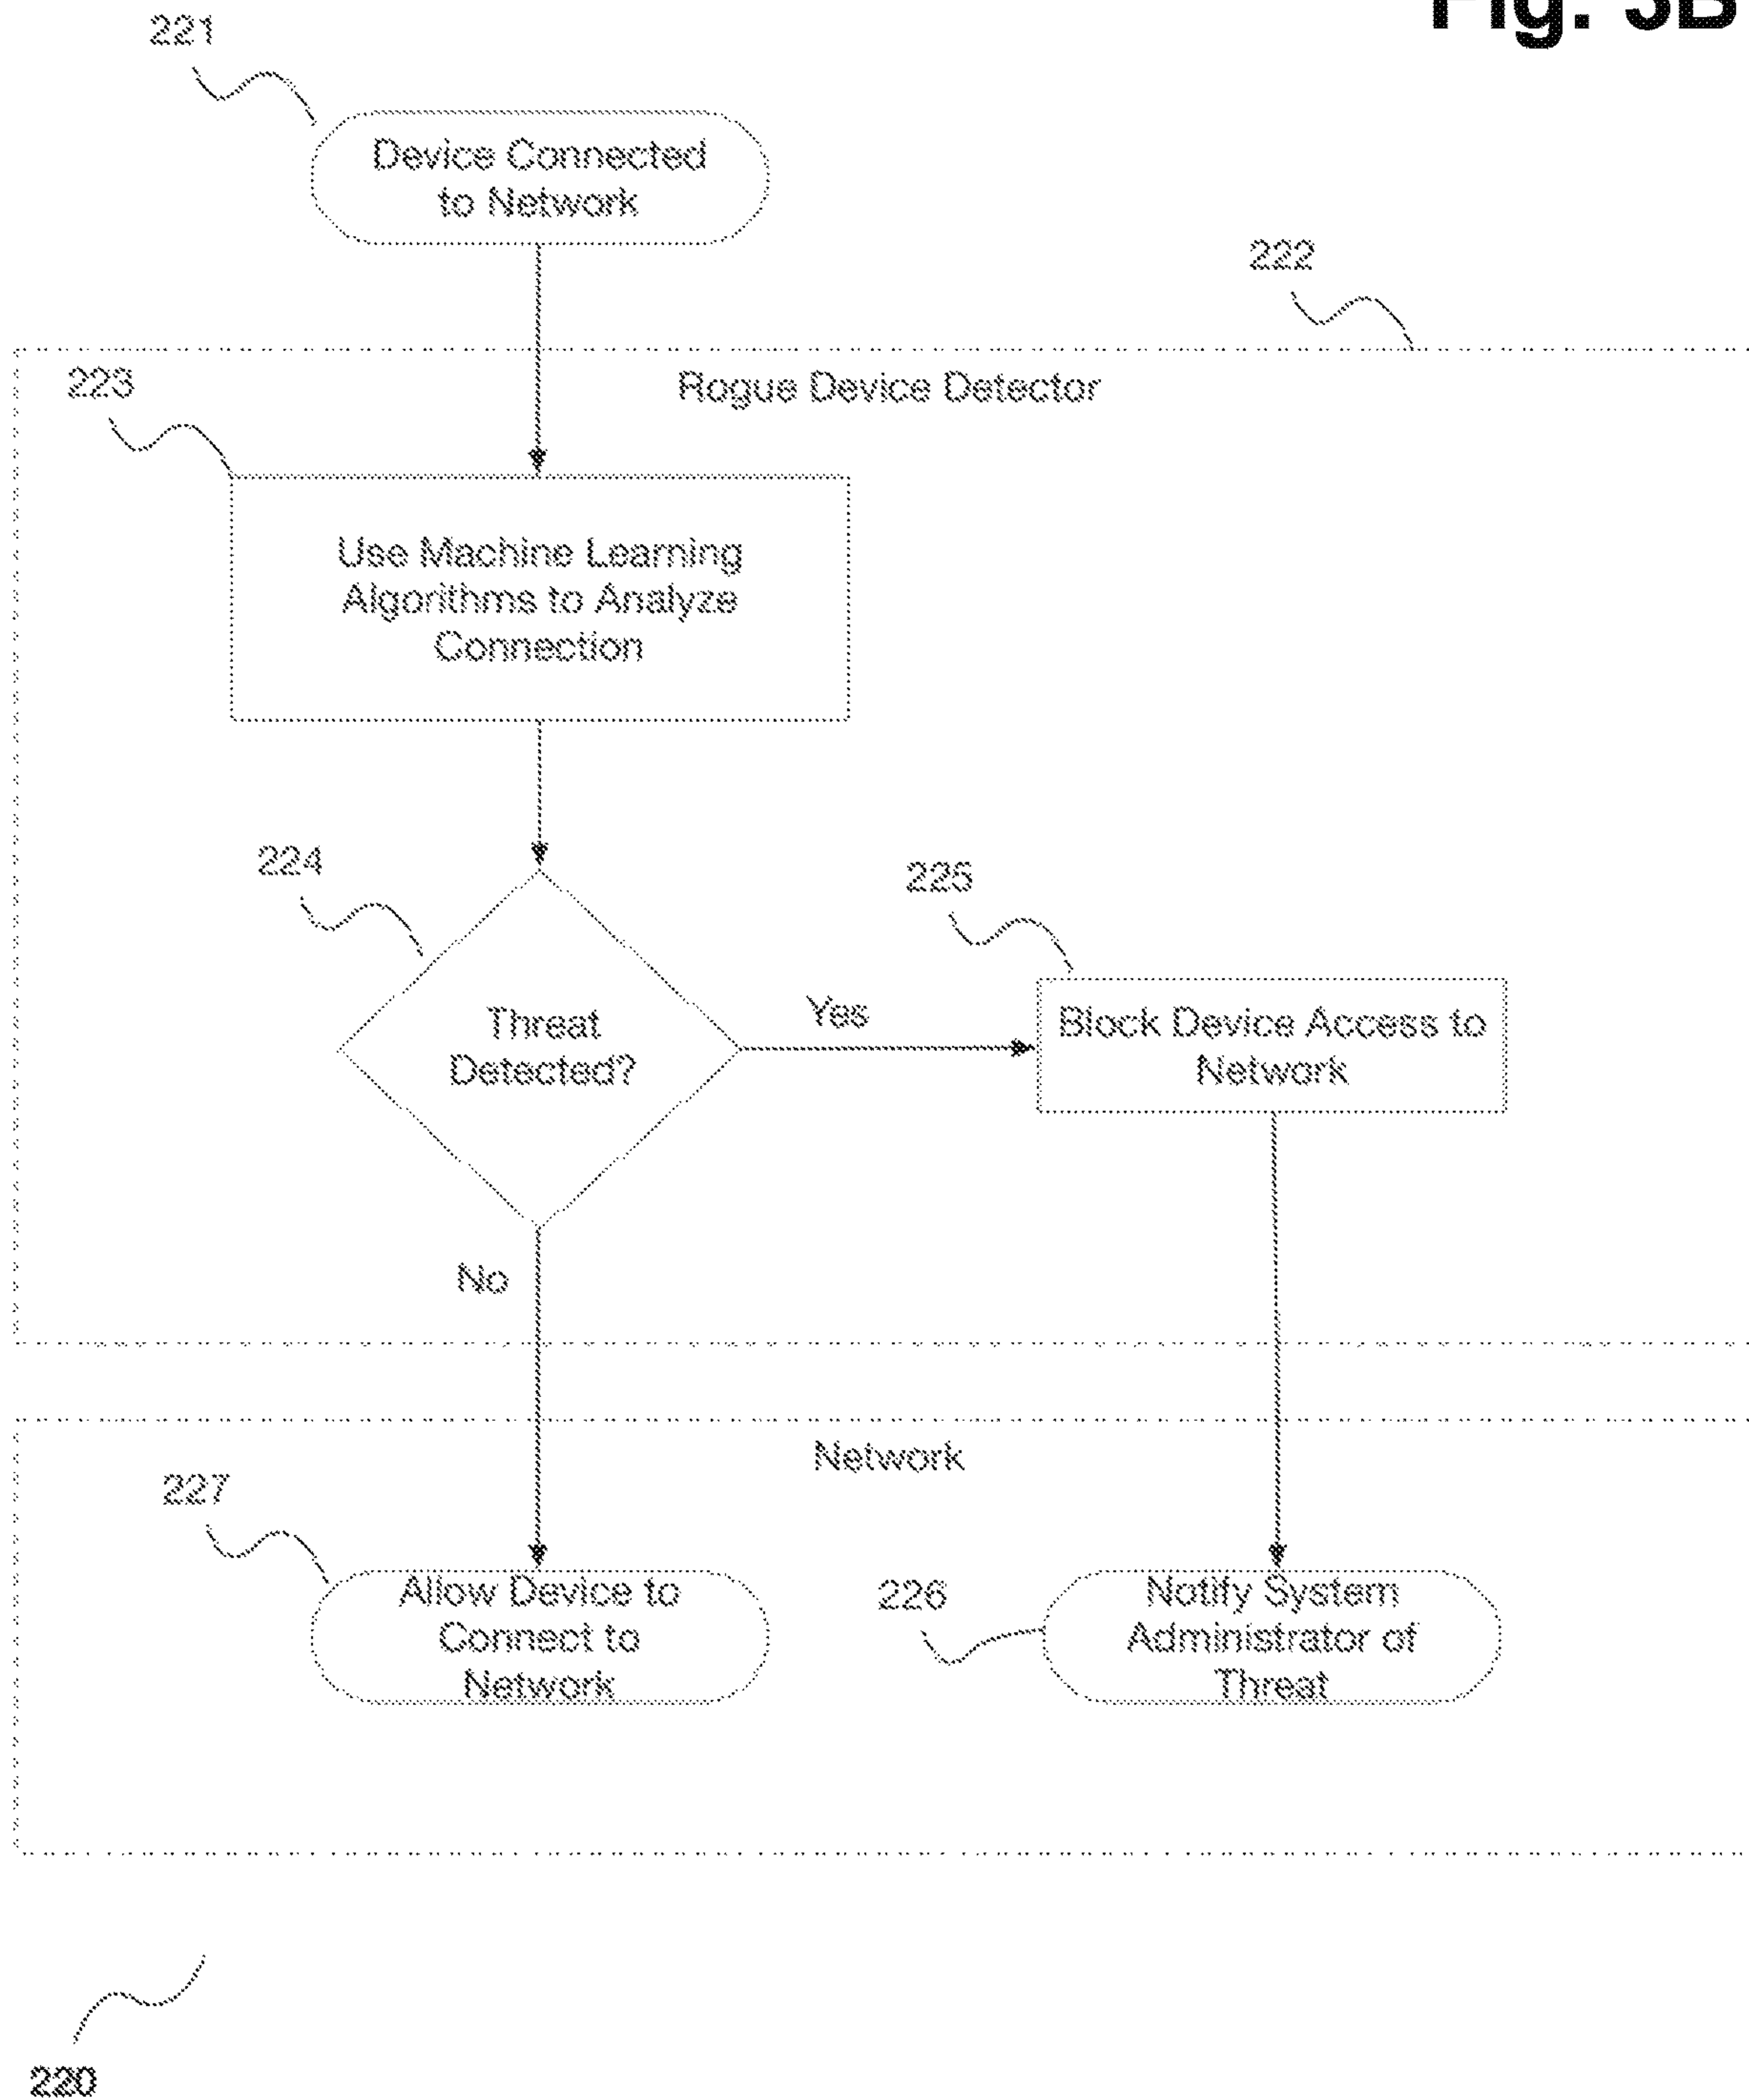 Fig. 3B
221
Device Connected
to Network
222
223
Rogue Device Detector
Use Machine Learning
Algorithms to Analyze
Connection
224
225
Threat
Detected?
Yes
Block Device Access to
Network
No
Network
227
Allow Device to
Connect to
Network
226
Notify System
Administrator of
Threat
220